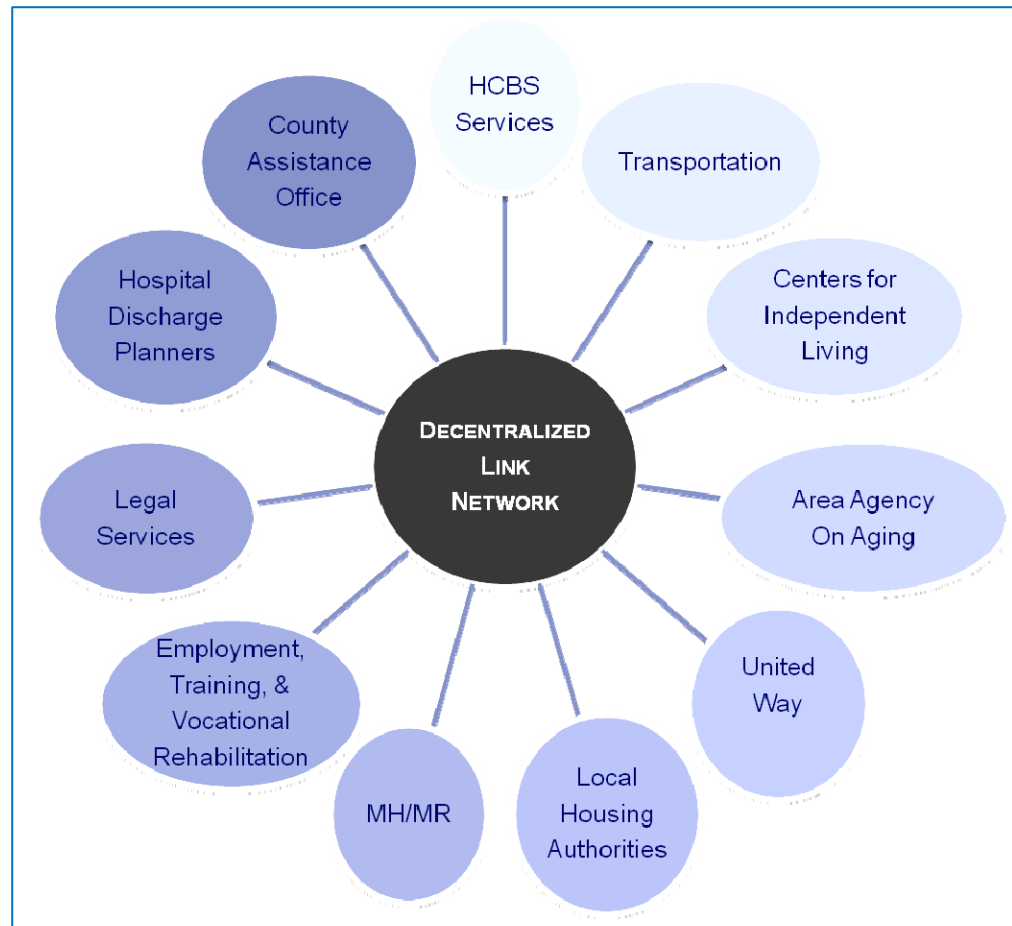 HCBS
Services
Transportation
Centers for
Independent
Living
Area Agency
On Aging
United
Way
Local
Housing
Authorities
MH/MR
Employment,
Training, &
Vocational
Rehabilitation
Legal
Services
Hospital
Discharge
Planners
County
Assistance
Office
DECENTRALIZED
LINK
NETWORK